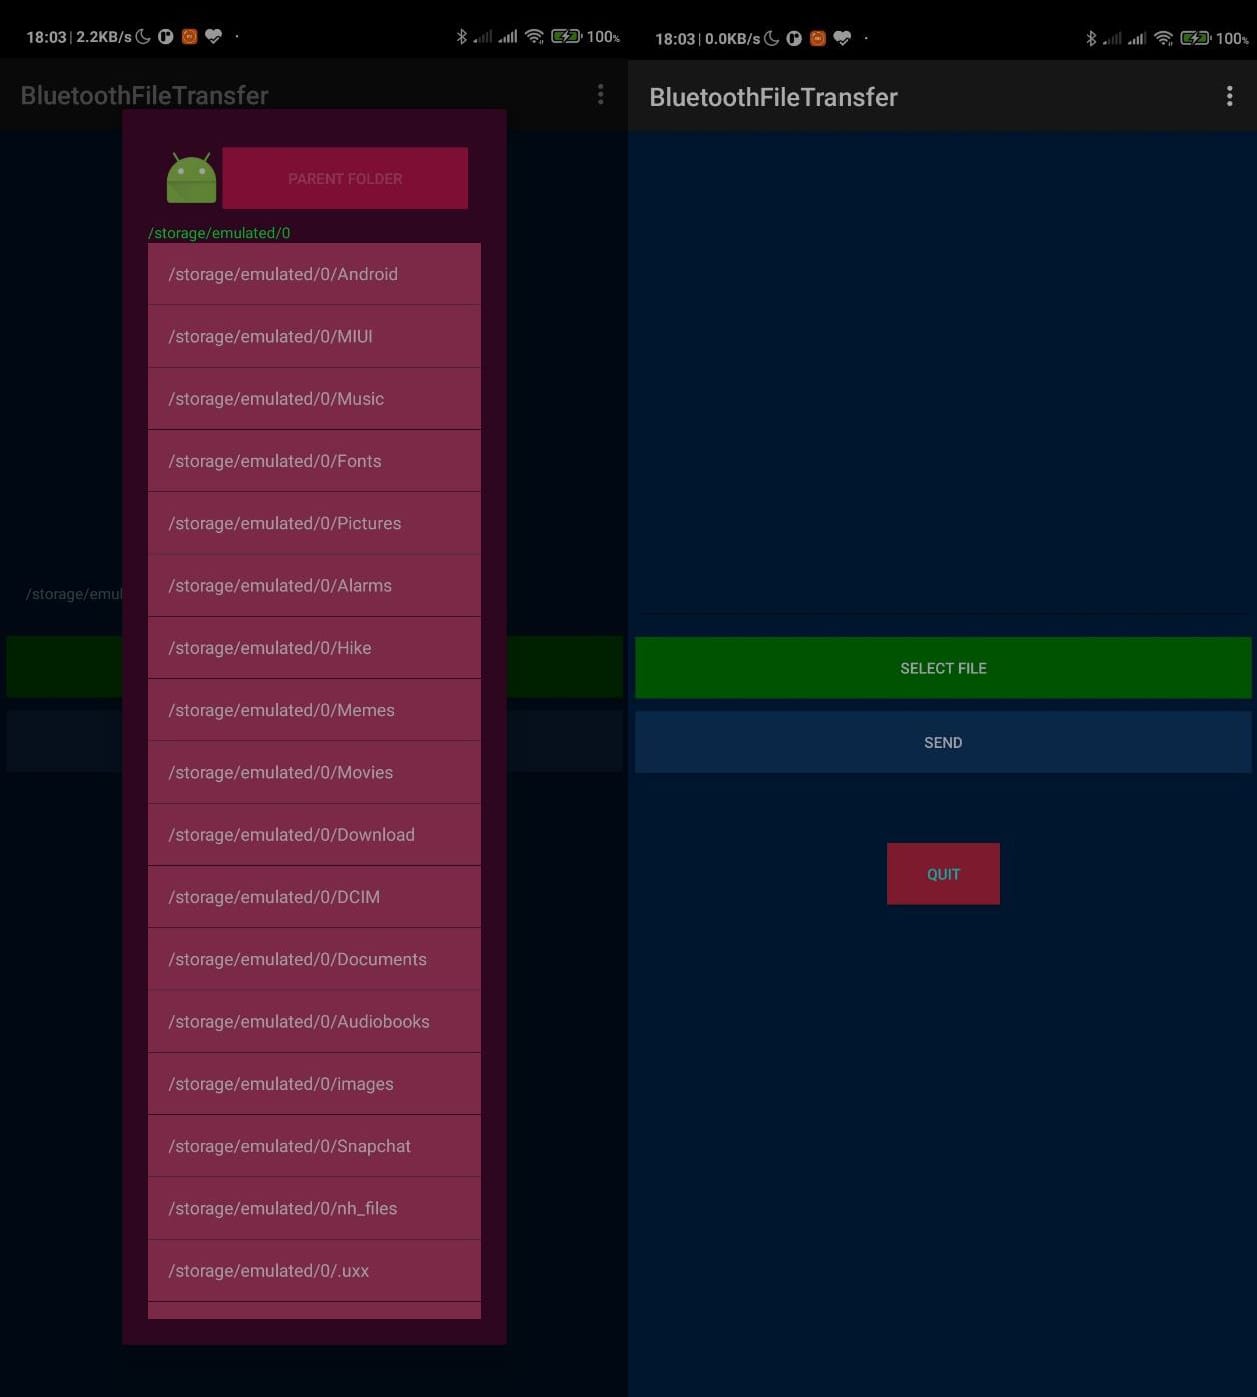 18:03 | 2.2KB/s
100%
BluetoothFileTransfer
PARENT FOLDER
/storage/emulated/0
/storage/emulated/0/Android
/storage/emulated/0/MIUI
/storage/emulated/0/Music
/storage/emulated/0/Fonts
/storage/emulated/0/Pictures
/storage/emulated/0/Alarms
/storage/emul
/storage/emulated/0/Hike
/storage/emulated/0/Memes
/storage/emulated/0/Movies
/storage/emulated/0/Download
/storage/emulated/0/DCIM
/storage/emulated/0/Documents
/storage/emulated/0/Audiobooks
/storage/emulated/0/images
/storage/emulated/0/Snapchat
/storage/emulated/0/nh_files
/storage/emulated/0/.uxx
18:03 | 0.0KB/s
100%
BluetoothFileTransfer
SELECT FILE
SEND
QUIT